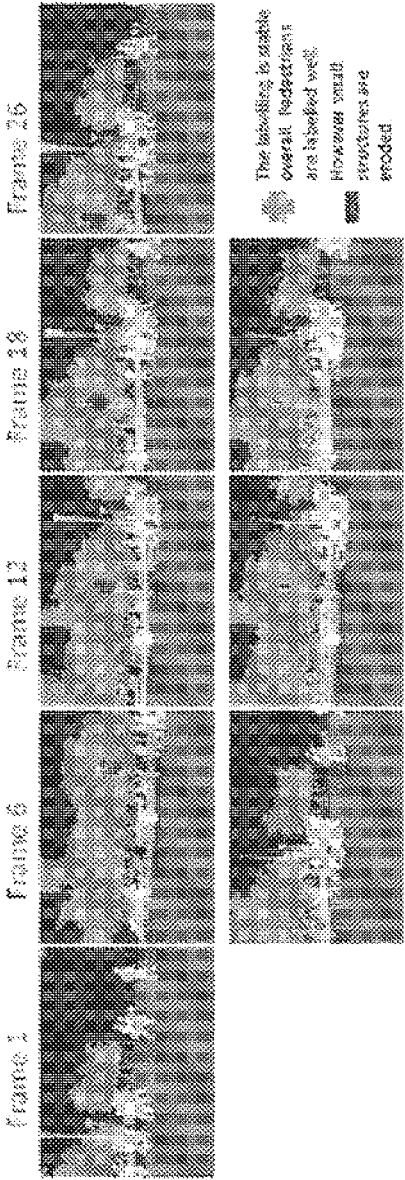 Frame 1
Frame 6
Frame 12
Frame 18
Frame 26
The labelling is stable
overall. Pedestrians
are labelled well.
However small
structures are
eroded